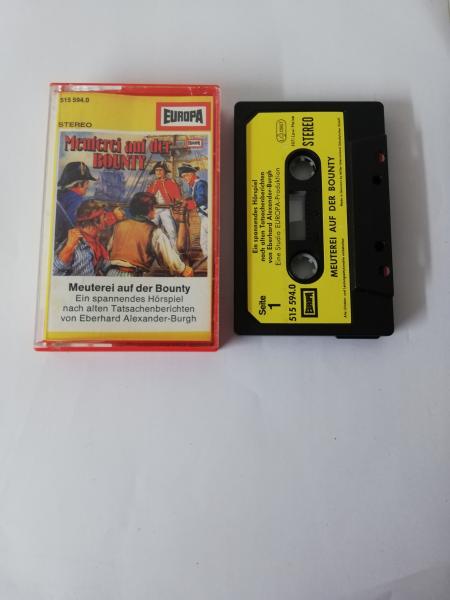 515 594.0
EUROPA
STEREO
Meuterei auf der
BOUNTY
EUROPA
Meuterei auf der Bounty
Ein spannendes Hörspiel
nach alten Tatsachenberichten
von Eberhard Alexander-Burgh
EUROPA
515 594.0
Seite
1
Ein spannendes Hörspiel
nach alten Tatsachenberichten
von Eberhard Alexander-Burgh
Eine Studio EUROPA-Produktion
STEREO
MEUTEREI AUF DER BOUNTY